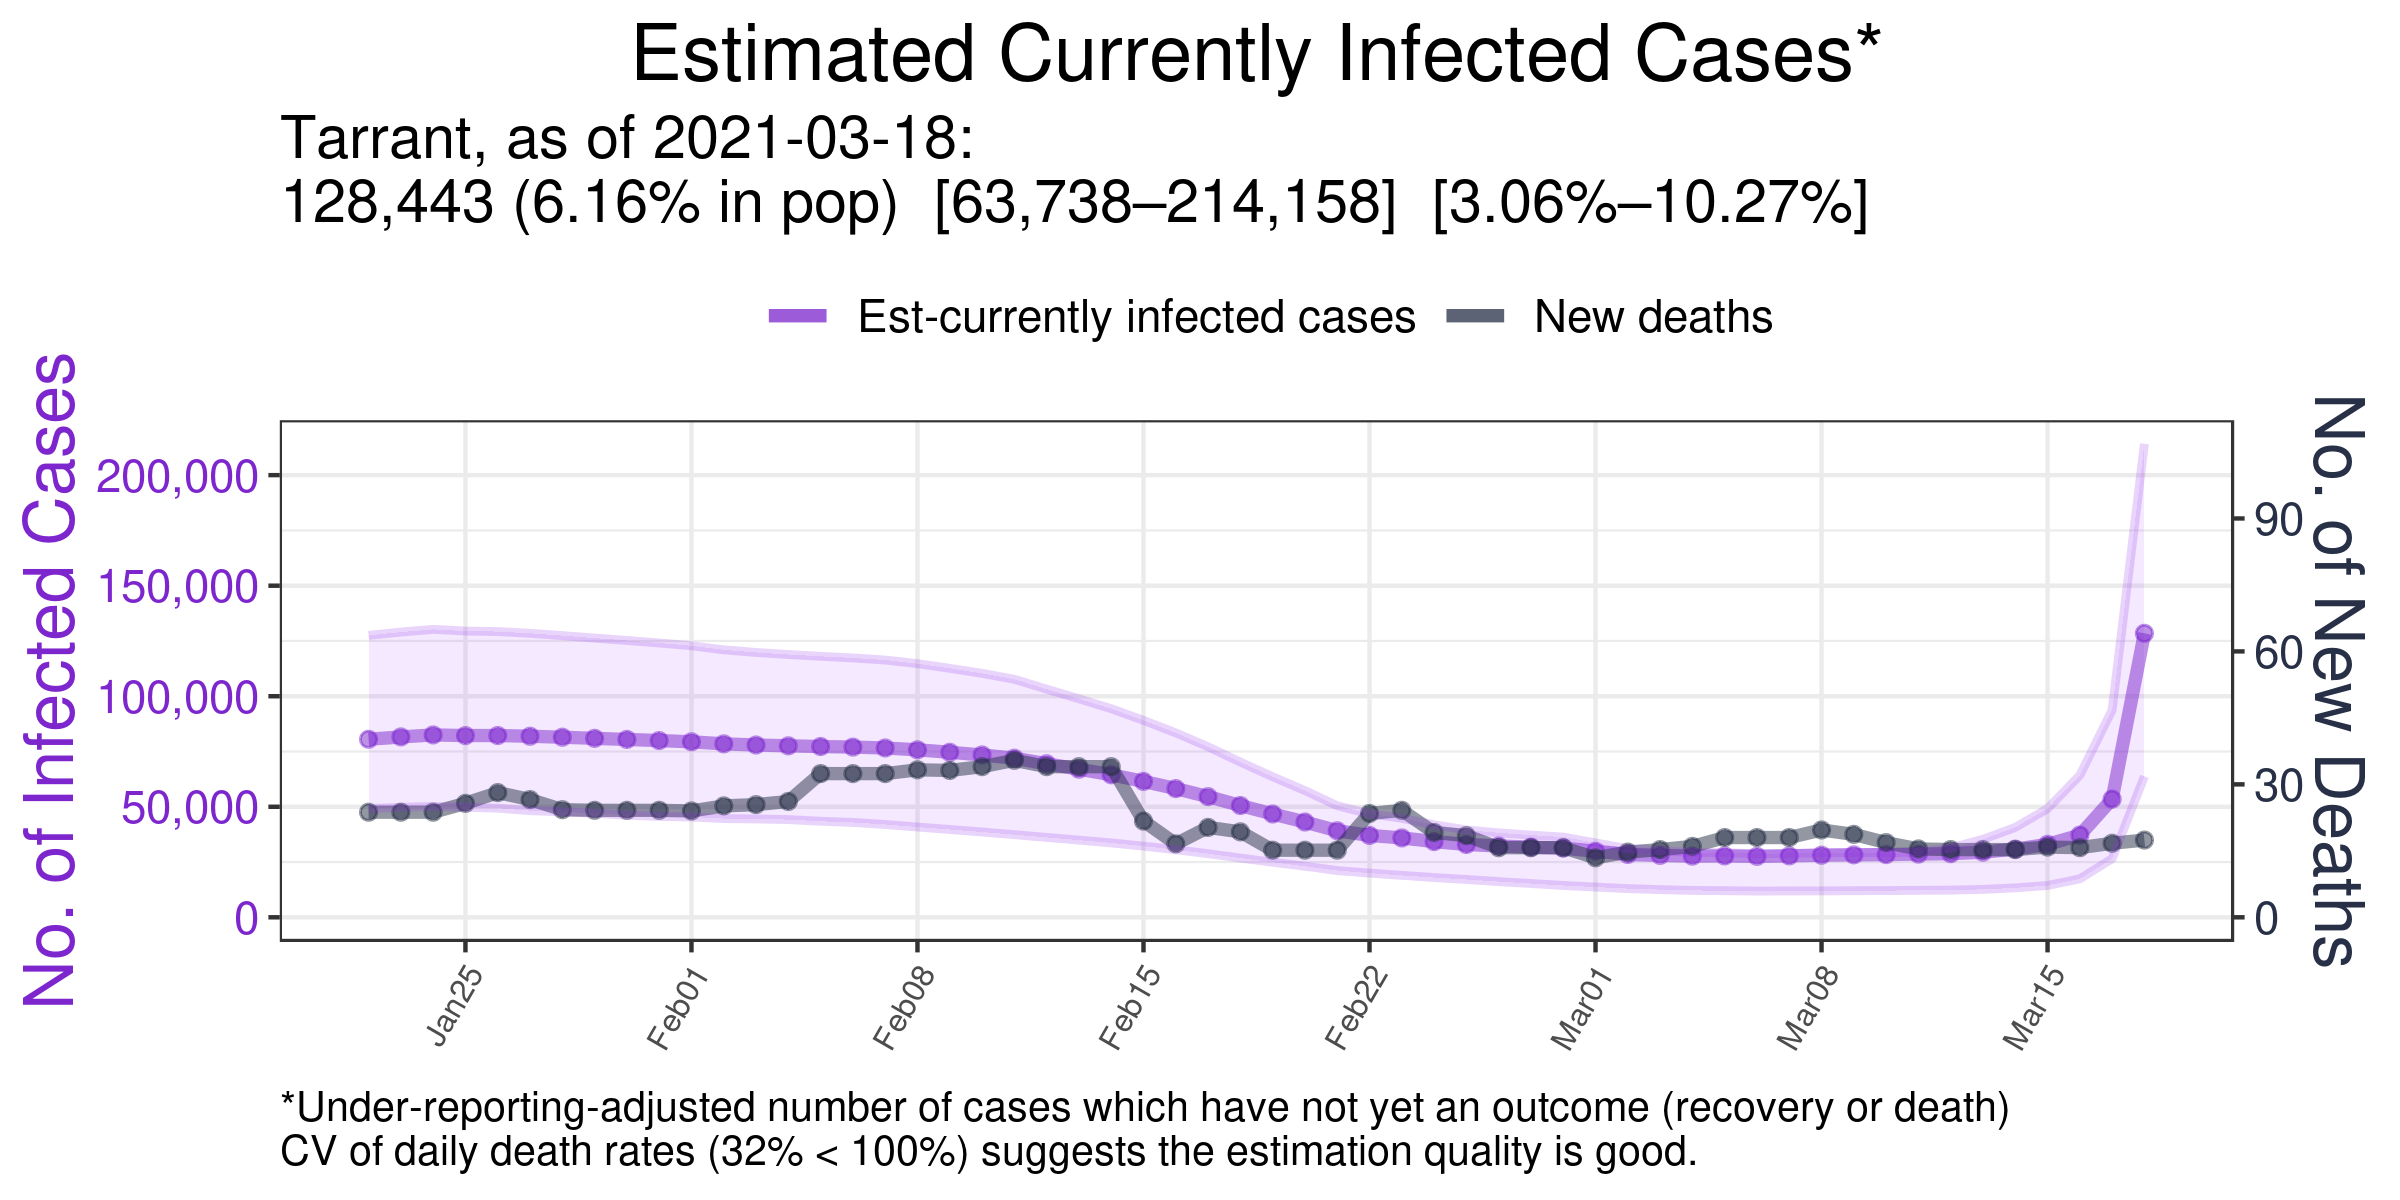 Estimated Currently Infected Cases*
Tarrant, as of 2021-03-18:
128,443 (6.16% in pop)  [63,738–214,158]  [3.06%–10.27%]
Est-currently infected cases
New deaths
No. of Infected Cases
200,000
150,000
100,000
50,000
0
90
60
30
0
No. of New Deaths
Jan25
Feb01
Feb08
Feb15
Feb22
Mar01
Mar08
Mar15
*Under-reporting-adjusted number of cases which have not yet an outcome (recovery or death)
CV of daily death rates (32% < 100%) suggests the estimation quality is good.